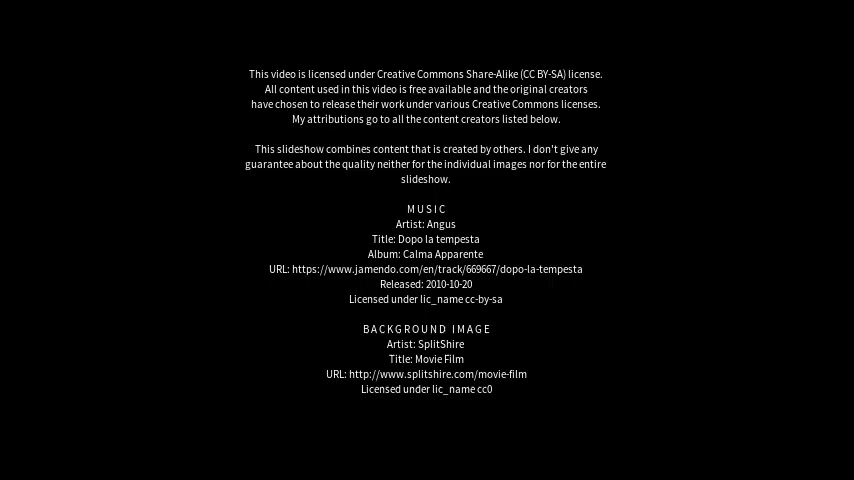 This video is licensed under Creative Commons Share-Alike (CC BY-SA) license.
All content used in this video is free available and the original creators
have chosen to release their work under various Creative Commons licenses.
My attributions go to all the content creators listed below.
This slideshow combines content that is created by others. I don't give any
guarantee about the quality neither for the individual images nor for the entire
slideshow.
MUSIC
Artist: Angus
Title: Dopo la tempesta
Album: Calma Apparente
URL: https://www.jamendo.com/en/track/669667/dopo-la-tempesta
Released: 2010-10-20
Licensed under lic_name cc-by-sa
BACKGROUND IMAGE
Artist: SplitShire
Title: Movie Film
URL: http://www.splitshire.com/movie-film
Licensed under lic_name cc0